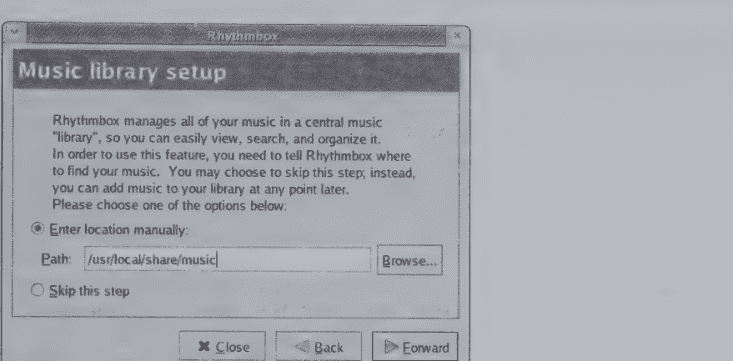 Rhythmbox
Music library setup
Rhythmbox manages all of your music in a central music
"library", so you can easily view, search, and organize it.
In order to use this feature, you need to tell Rhythmbox where
to find your music. You may choose to skip this step; instead,
you can add music to your library at any point later.
Please choose one of the options below:
Enter location manually:
Path: /usr/local/share/music Browse...
Skip this step
Close Back Forward